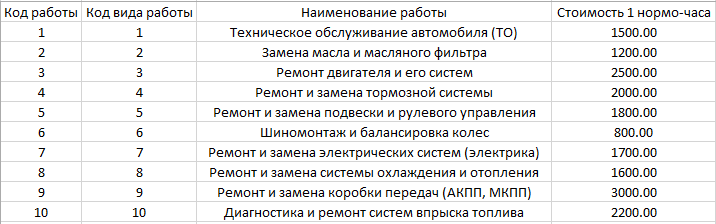 Код работы Код вида работы Наименование работы Стоимость 1 нормо-часа
1 1 Техническое обслуживание автомобиля (ТО) 1500.00
2 2 Замена масла и масляного фильтра 1200.00
3 3 Ремонт двигателя и его систем 2500.00
4 4 Ремонт и замена тормозной системы 2000.00
5 5 Ремонт и замена подвески и рулевого управления 1800.00
6 6 Шиномонтаж и балансировка колес 800.00
7 7 Ремонт и замена электрических систем (электрика) 1700.00
8 8 Ремонт и замена системы охлаждения и отопления 1600.00
9 9 Ремонт и замена коробки передач (АКПП, МКПП) 3000.00
10 10 Диагностика и ремонт систем впрыска топлива 2200.00